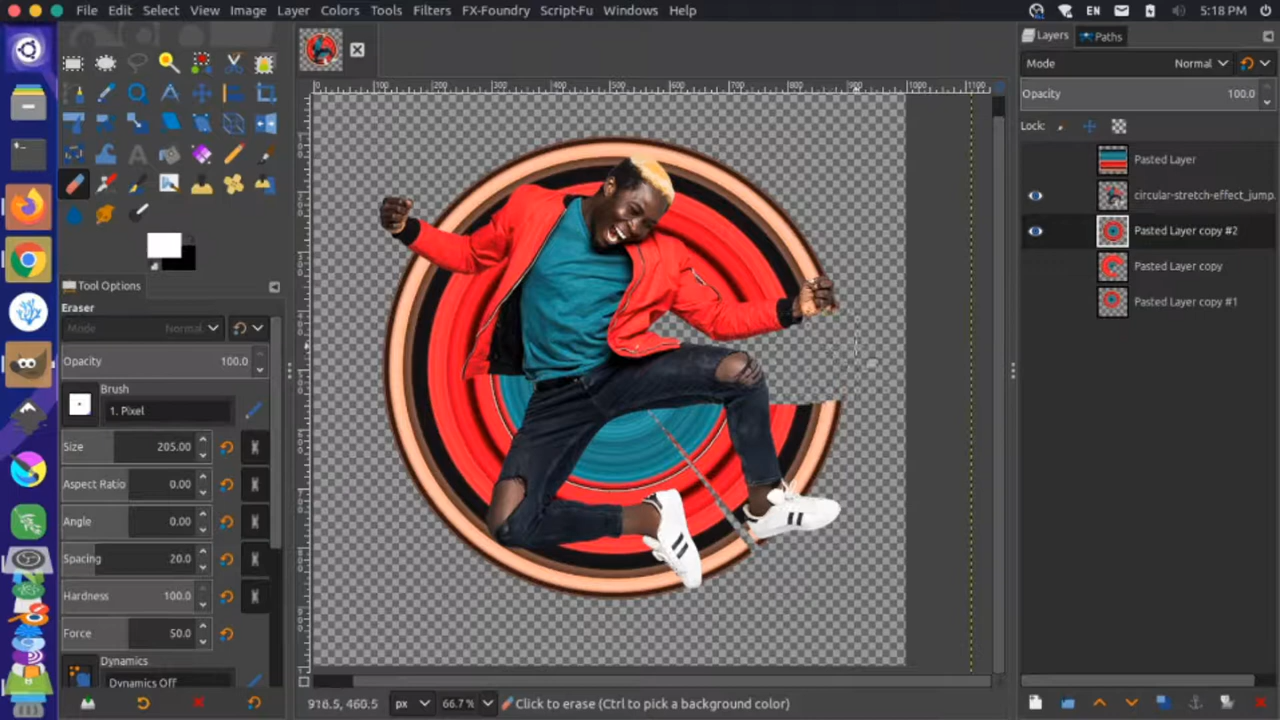 File Edit Select View Image Layer Colors Tools Filters FX-Foundry Script-Fu Windows Help
EN 5:18 PM
Layers Paths
Mode Normal
Opacity 100.0
Lock:
Pasted Layer
circular-stretch-effect_jump.
Pasted Layer copy #2
Pasted Layer copy
Pasted Layer copy #1
Tool Options
Eraser
Mode Normal
Opacity 100.0
Brush
1. Pixel
Size 205.00
Aspect Ratio 0.00
Angle 0.00
Spacing 20.0
Hardness 100.0
Force 50.0
Dynamics
Dynamics Off
916.5, 460.5 px 66.7% Click to erase (Ctrl to pick a background color)